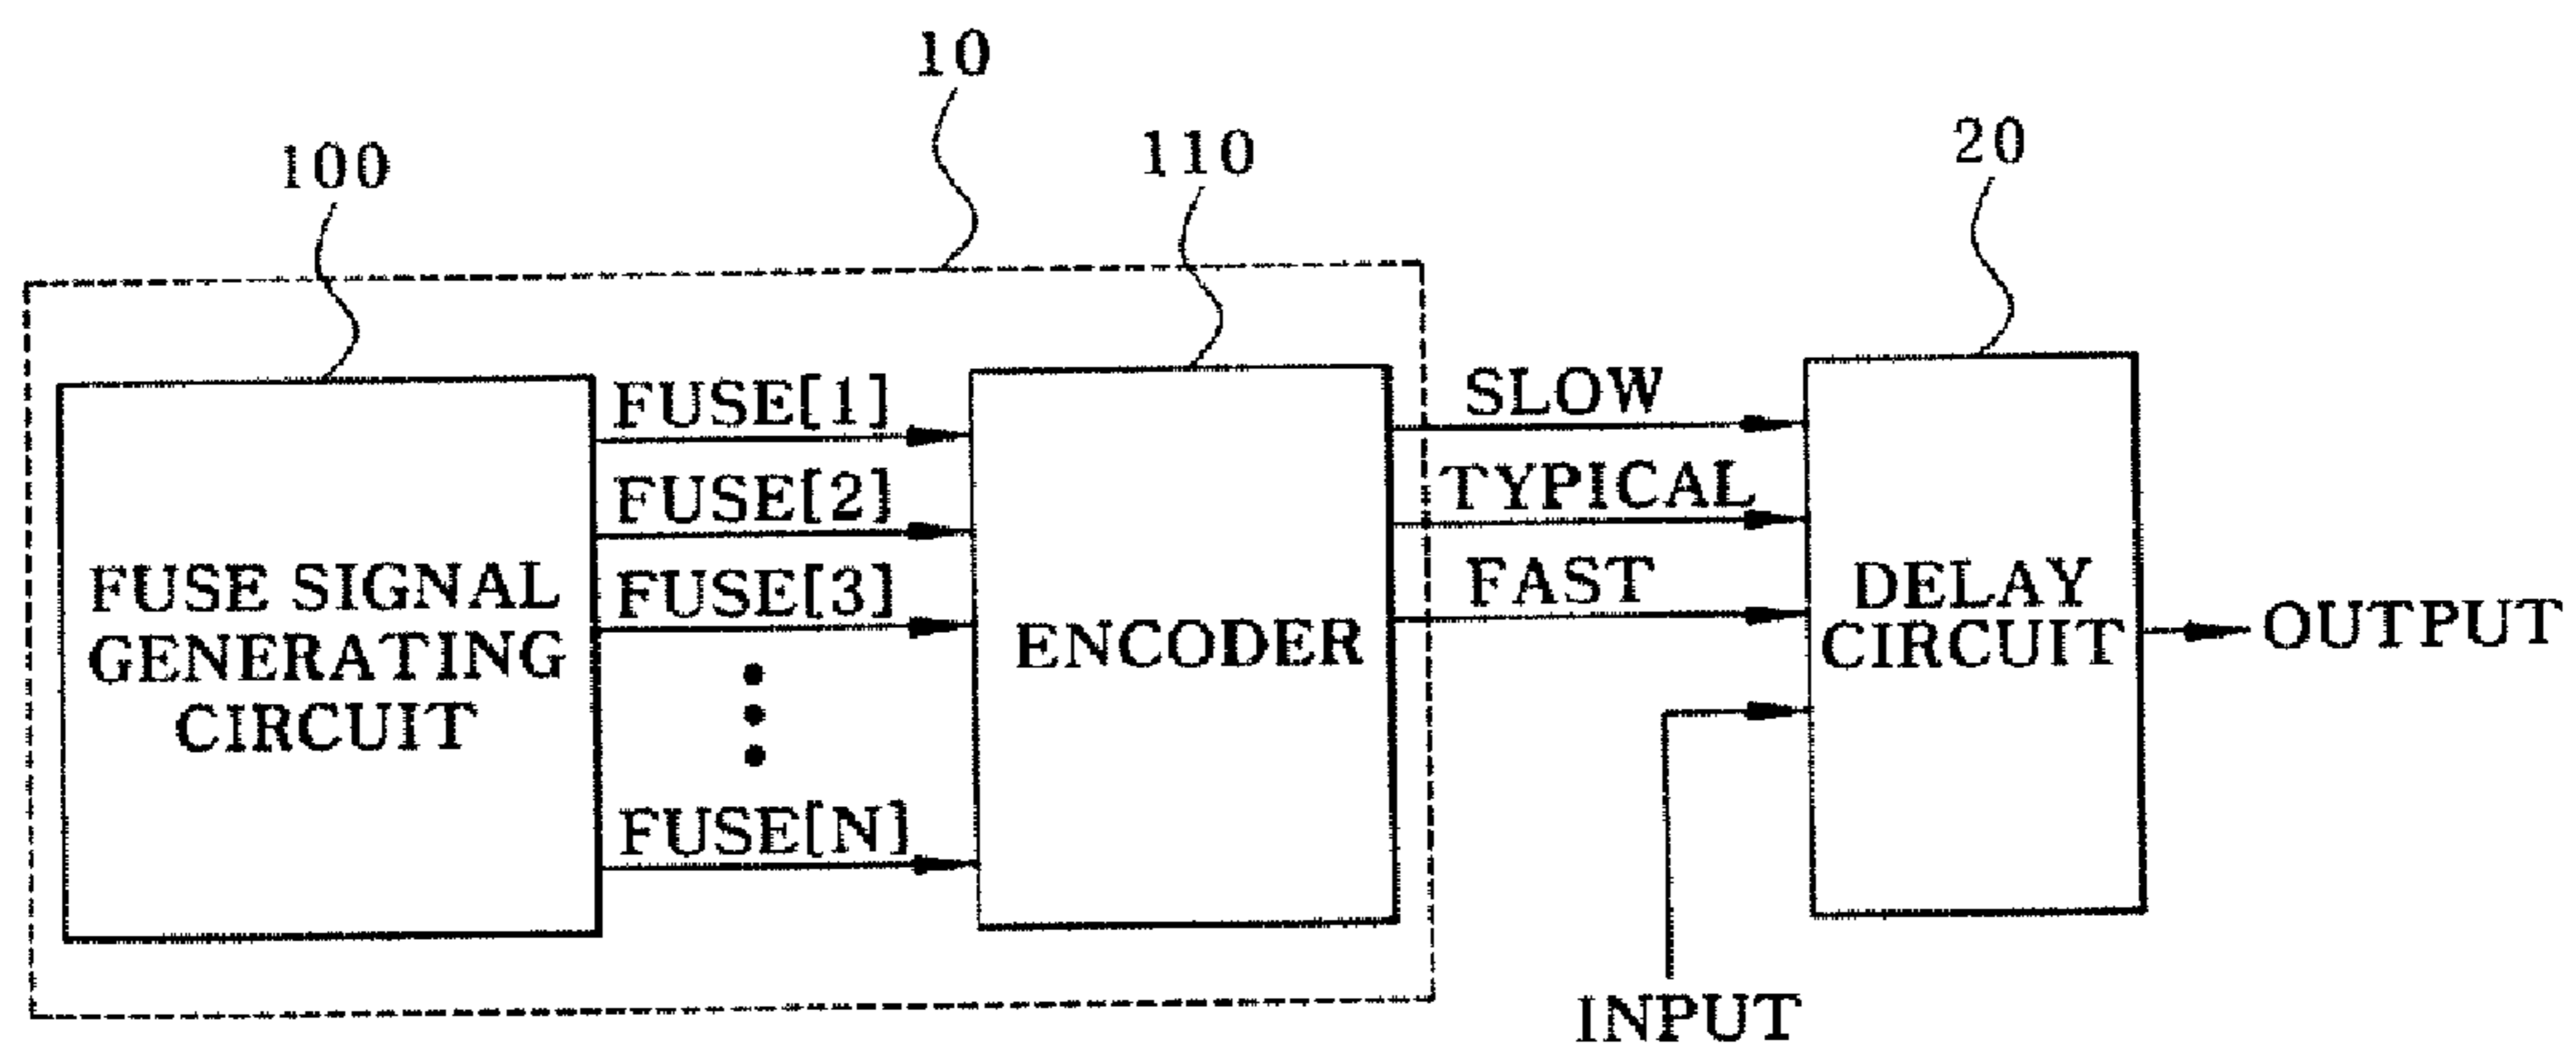 10
100
110
20
FUSE SIGNAL
GENERATING
CIRCUIT
FUSE[1]
FUSE[2]
FUSE[3]
FUSE[N]
ENCODER
SLOW
TYPICAL
FAST
DELAY
CIRCUIT
INPUT
OUTPUT